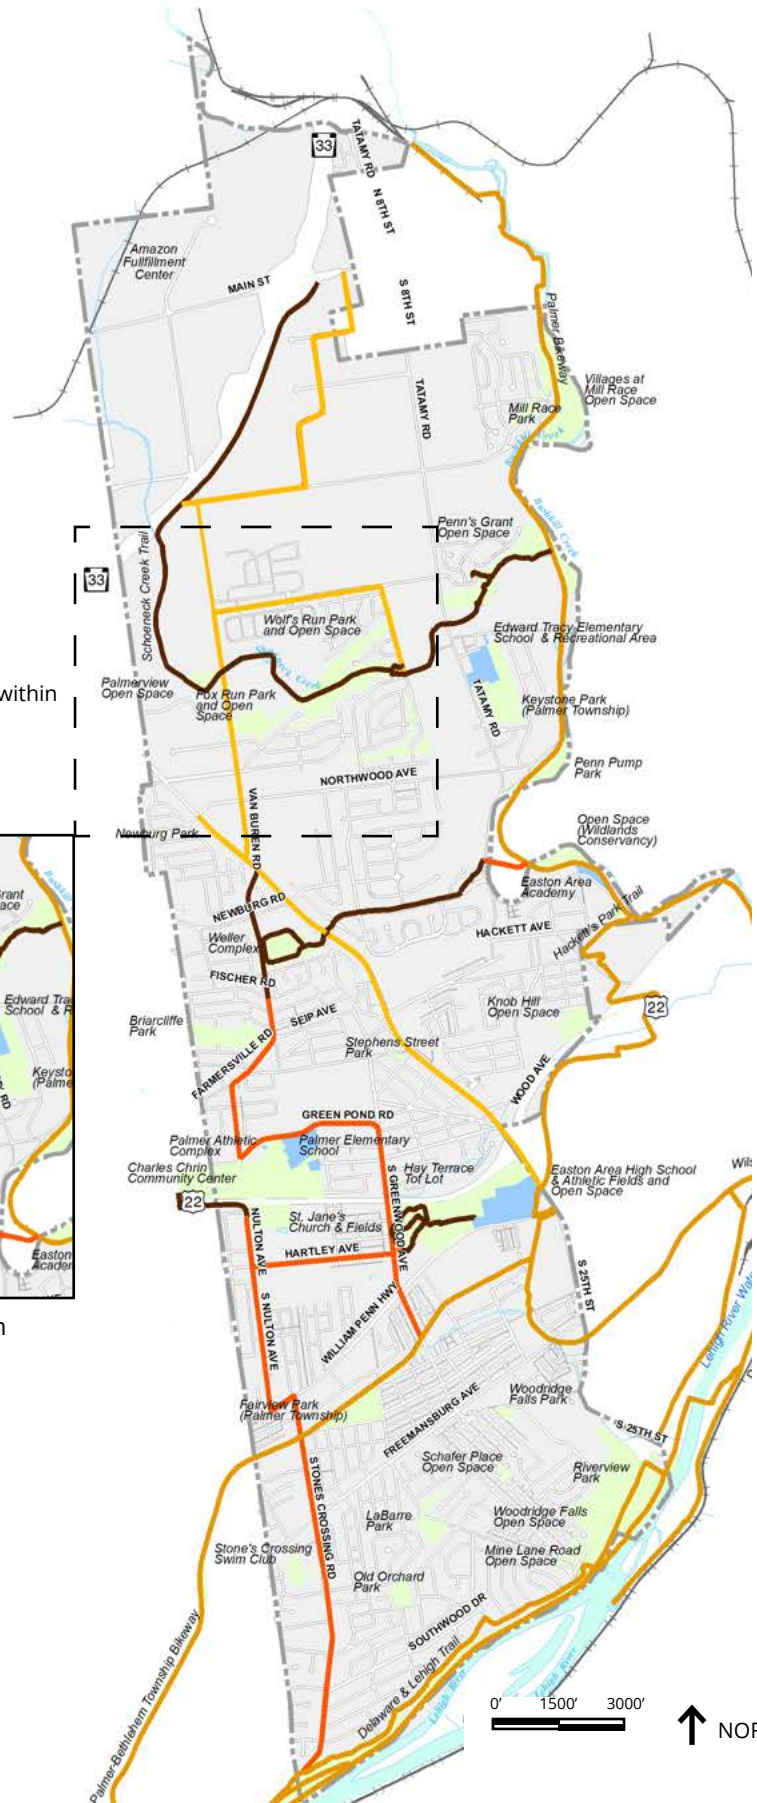 33
TATAMY RD
N 8TH ST
Amazon
Fullfillment
Center
MAIN ST
S 8TH ST
Palmer Bikeway
TATAMY RD
Villages at
Mill Race
Open Space
Mill Race
Park
Bushkill Creek
Bushkill Creek
Penn's Grant
Open Space
33
Schoeneck Creek Trail
Wolf's Run Park
and Open Space
Edward Tracy Elementary
School & Recreational Area
Palmerview
Open Space
within
Fox Run Park
and Open
Space
TATAMY RD
Keystone Park
(Palmer Township)
NORTHWOOD AVE
Penn Pump
Park
VAN BUREN RD
Newburg Park
Open Space
(Wildlands
Conservancy)
Easton Area
Academy
NEWBURG RD
Hackett's Park Trail
HACKETT AVE
Weller
Complex
FISCHER RD
Edward Tra
School & R
Knob Hill
Open Space
22
Briarcliffe
Park
SEIP AVE
Stephens Street
Park
FARMERSVILLE RD
WOOD AVE
GREEN POND RD
Palmer Athletic
Complex
Palmer Elementary
School
Charles Chrin
Community Center
Hay Terrace
Tot Lot
Easton Area High School
& Athletic Fields and
Open Space
22
NULTON AVE
St. Jane's
Church & Fields
S GREENWOOD AVE
HARTLEY AVE
Easton
Acader
S 25TH ST
S NULTON AVE
WILLIAM PENN HWY
Lehigh River Wate
Fairview Park
(Palmer Township)
Woodridge
Falls Park
FREEMANSBURG AVE
S 25TH ST
STONES CROSSING RD
Schafer Place
Open Space
Riverview
Park
LaBarre
Park
Woodridge Falls
Open Space
Stone's Crossing
Swim Club
Mine Lane Road
Open Space
Old Orchard
Park
SOUTHWOOD DR
Palmer-Bethlehem Township Bikeway
Delaware & Lehigh Trail
Lehigh River
Lehigh River
0' 1500' 3000'
NOR